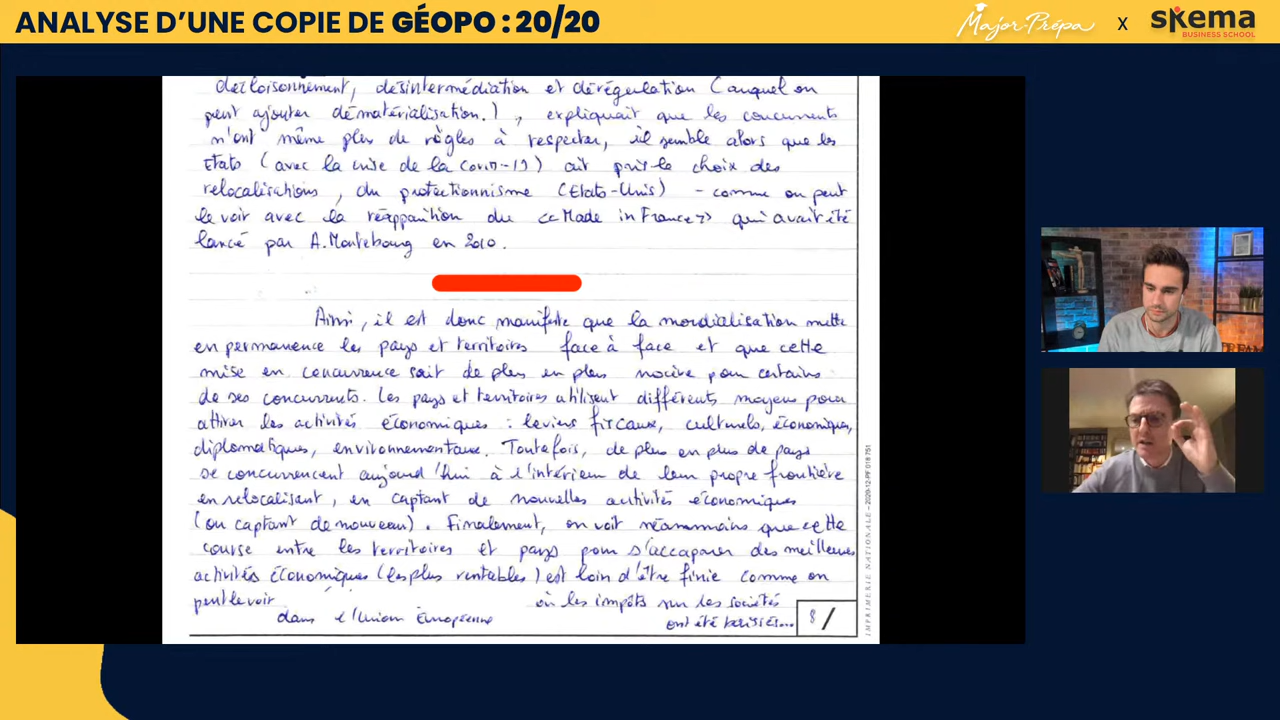 ANALYSE D'UNE COPIE DE GÉOPO : 20/20
Major-Prépa x skema
BUSINESS SCHOOL
décloisonnement, désintermédiation et dérégulation (auquel on
peut ajouter dématérialisation.), expliquait que les concurrents
n'ont même plus de règles à respecter, il semble alors que les
Etats (avec la crise de la Covid-19) ait pris le choix des
relocalisations, du protectionnisme (Etats-Unis) - comme on peut
le voir avec la réapparition du << Made in France >> qui avait été
lancé par A. Montebourg en 2010.
Ainsi, il est donc manifeste que la mondialisation mette
en permanence les pays et territoires face à face et que cette
mise en concurrence soit de plus en plus nocive pour certains
de ses concurrents. Les pays et territoires utilisent différents moyens pour
attirer les activités économiques : leviers fiscaux, culturels, économiques,
diplomatiques, environnementaux. Toutefois, de plus en plus de pays
se concurrencent aujourd'hui à l'intérieur de leur propre frontière
en relocalisant, en captant de nouvelles activités économiques
(ou captant de nouveau). Finalement, on voit néanmoins que cette
course entre les territoires et pays pour s'accaparer des meilleures
activités économiques (les plus rentables) est loin d'être finie comme on
peut le voir où les impôts sur les sociétés
dans l'Union Européenne ont été
8 /
IMPRIMERIE NATIONALE